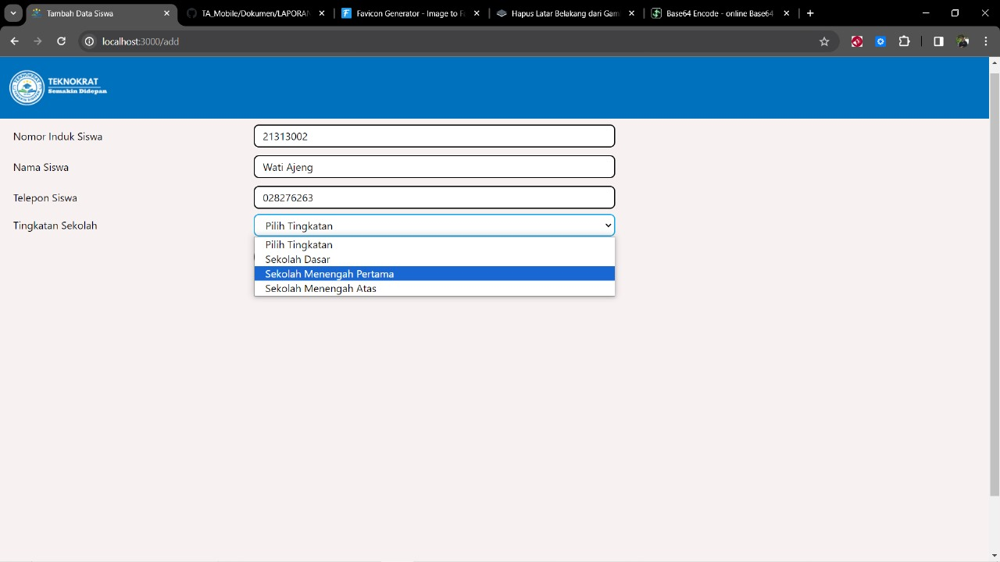 Tambah Data Siswa
TA_Mobile/Dokumen/LAPORAN
Favicon Generator - Image to
Hapus Latar Belakang dari Gam
Base64 Encode - online Base64
localhost:3000/add
TEKNOKRAT
Semakin Didepan
Nomor Induk Siswa
21313002
Nama Siswa
Wati Ajeng
Telepon Siswa
028276263
Tingkatan Sekolah
Pilih Tingkatan
Pilih Tingkatan
Sekolah Dasar
Sekolah Menengah Pertama
Sekolah Menengah Atas